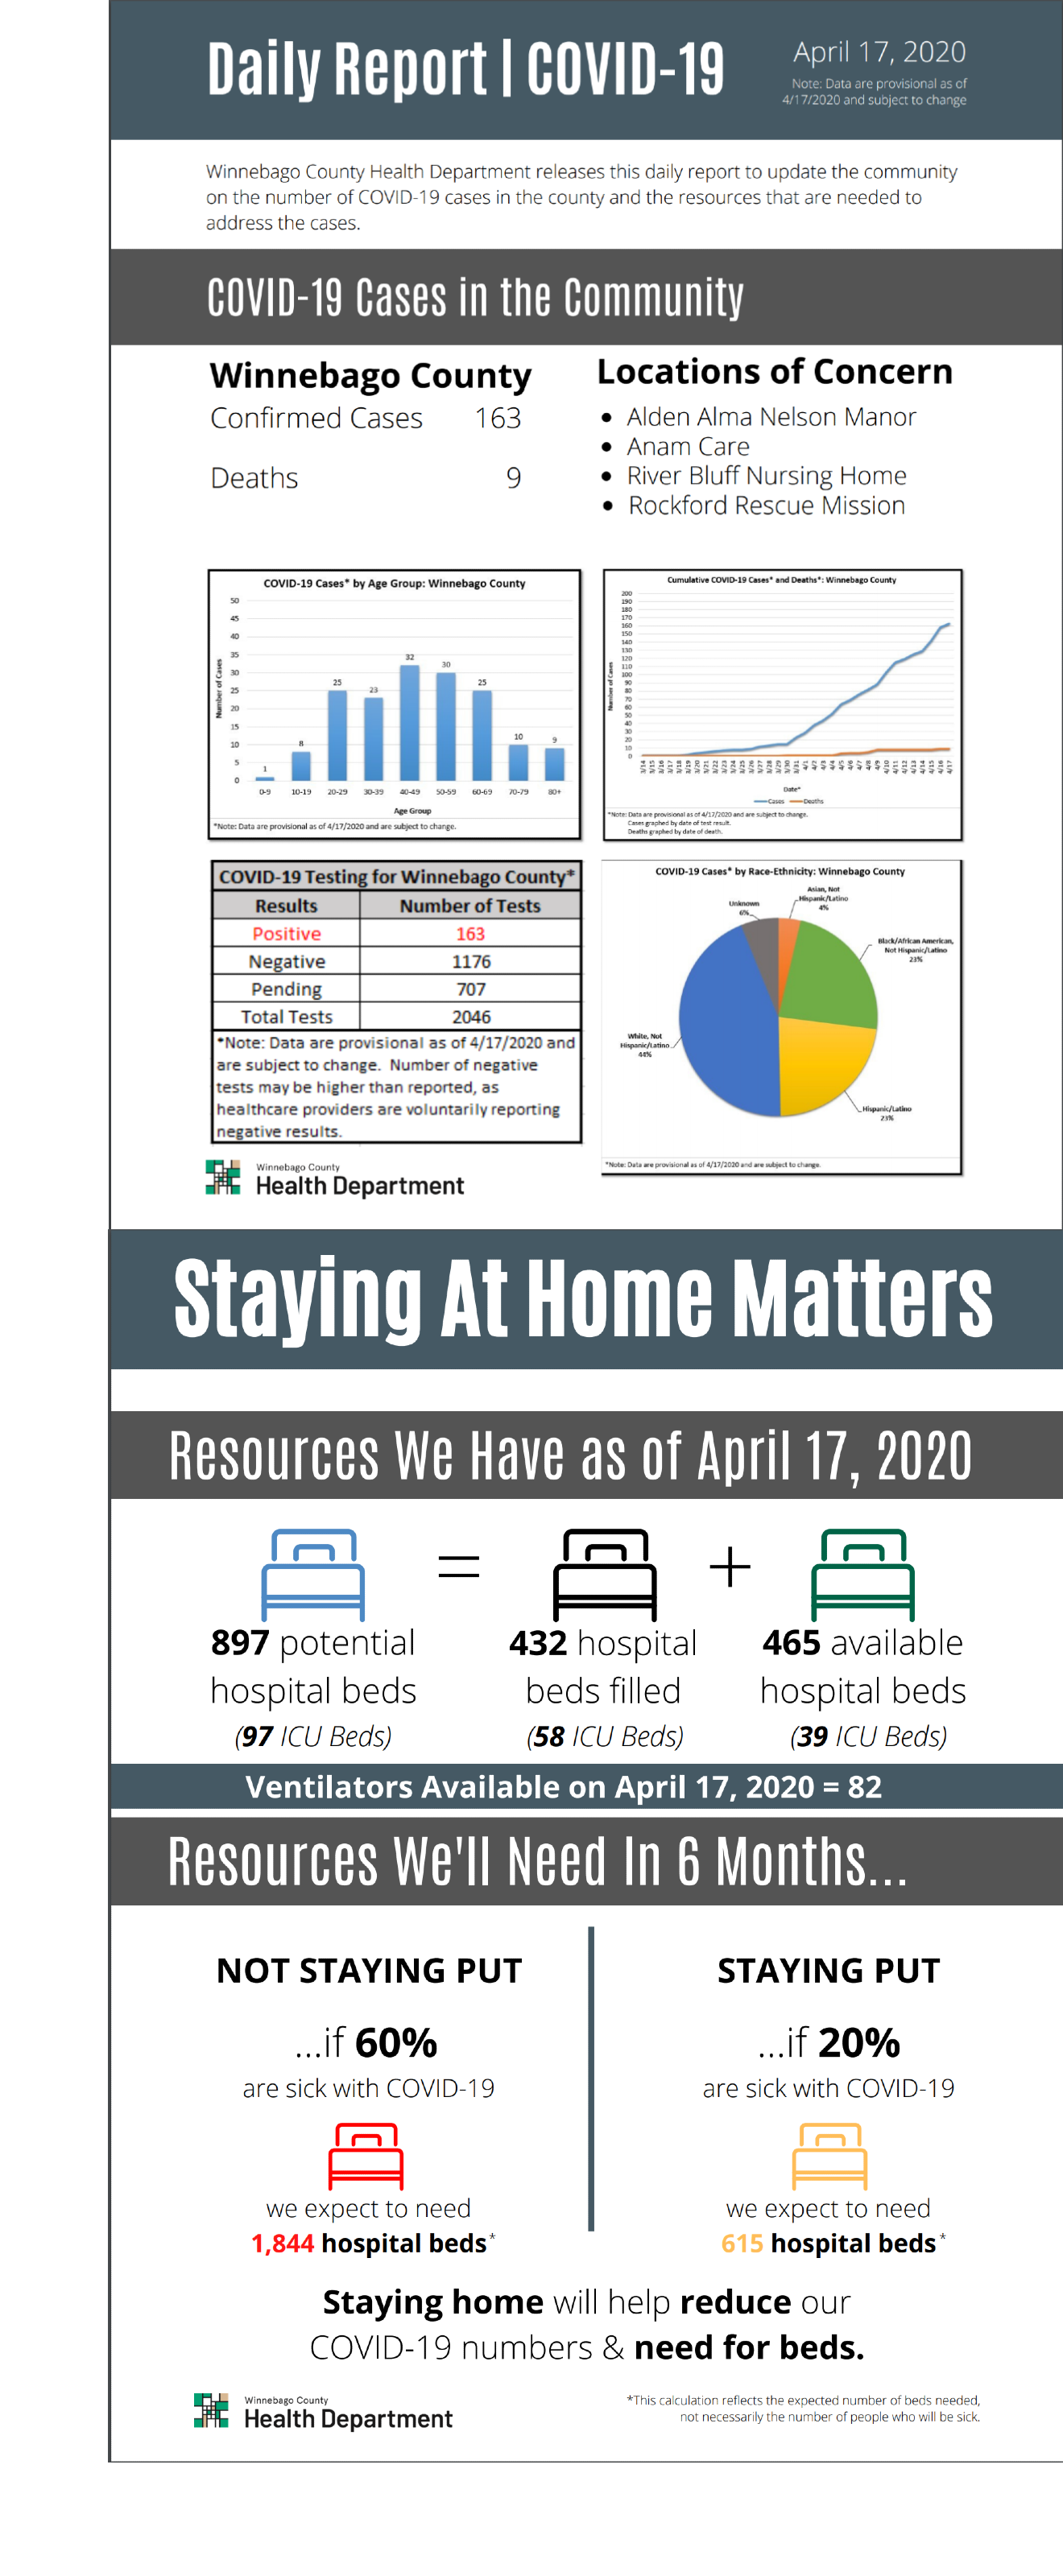 Daily Report | COVID-19
April 17, 2020
Note: Data are provisional as of
4/17/2020 and subject to change
Winnebago County Health Department releases this daily report to update the community
on the number of COVID-19 cases in the county and the resources that are needed to
address the cases.
COVID-19 Cases in the Community
Winnebago County
Confirmed Cases 163
Deaths 9
Locations of Concern
• Alden Alma Nelson Manor
• Anam Care
• River Bluff Nursing Home
• Rockford Rescue Mission
COVID-19 Cases* by Age Group: Winnebago County
Number of Cases
50
45
40
35
30
25
20
15
10
5
0
1 8 25 23 32 30 25 10 9
0-9 10-19 20-29 30-39 40-49 50-59 60-69 70-79 80+
Age Group
*Note: Data are provisional as of 4/17/2020 and are subject to change.
Cumulative COVID-19 Cases* and Deaths*: Winnebago County
Number of Cases
200
190
180
170
160
150
140
130
120
110
100
90
80
70
60
50
40
30
20
10
0
3/14 3/15 3/16 3/17 3/18 3/19 3/20 3/21 3/22 3/23 3/24 3/25 3/26 3/27 3/28 3/29 3/30 3/31 4/1 4/2 4/3 4/4 4/5 4/6 4/7 4/8 4/9 4/10 4/11 4/12 4/13 4/14 4/15 4/16 4/17
Date*
Cases Deaths
*Note: Data are provisional as of 4/17/2020 and are subject to change.
Cases graphed by date of test result.
Deaths graphed by date of death.
COVID-19 Testing for Winnebago County*
Results Number of Tests
Positive 163
Negative 1176
Pending 707
Total Tests 2046
*Note: Data are provisional as of 4/17/2020 and
are subject to change. Number of negative
tests may be higher than reported, as
healthcare providers are voluntarily reporting
negative results.
COVID-19 Cases* by Race-Ethnicity: Winnebago County
Asian, Not
Hispanic/Latino
4%
Unknown
6%
Black/African American,
Not Hispanic/Latino
23%
White, Not
Hispanic/Latino
44%
Hispanic/Latino
23%
*Note: Data are provisional as of 4/17/2020 and are subject to change.
Winnebago County
Health Department
Staying At Home Matters
Resources We Have as of April 17, 2020
=
+
897 potential
hospital beds
(97 ICU Beds)
432 hospital
beds filled
(58 ICU Beds)
465 available
hospital beds
(39 ICU Beds)
Ventilators Available on April 17, 2020 = 82
Resources We'll Need In 6 Months...
NOT STAYING PUT
...if 60%
are sick with COVID-19
we expect to need
1,844 hospital beds*
STAYING PUT
...if 20%
are sick with COVID-19
we expect to need
615 hospital beds*
Staying home will help reduce our
COVID-19 numbers & need for beds.
Winnebago County
Health Department
*This calculation reflects the expected number of beds needed,
not necessarily the number of people who will be sick.